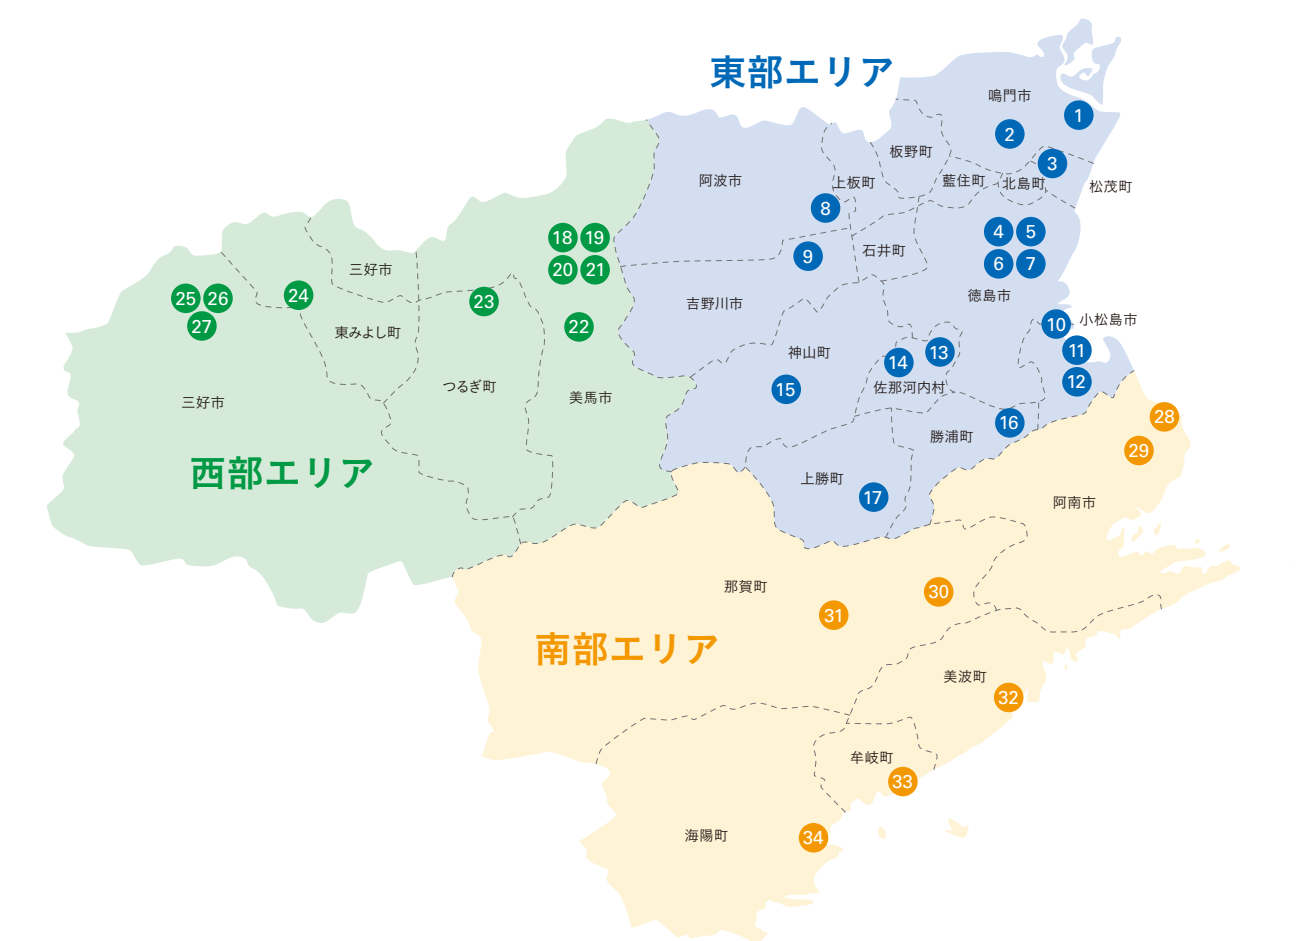 東部エリア
鳴門市
1
2
板野町
3
阿波市
上板町
藍住町
北島町
松茂町
8
4
5
18
19
石井町
9
6
7
三好市
20
21
徳島市
25
26
24
23
吉野川市
27
22
小松島市
10
東みよし町
神山町
13
11
14
つるぎ町
15
佐那河内村
12
三好市
美馬市
28
16
勝浦町
29
西部エリア
上勝町
17
阿南市
那賀町
30
31
南部エリア
美波町
32
牟岐町
33
海陽町
34